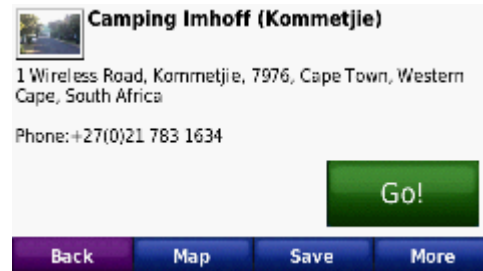 Camping Imhoff (Kommetjie)
1 Wireless Road, Kommetjie, 7976, Cape Town, Western
Cape, South Africa
Phone:+27(0)21 783 1634
Go!
Back Map Save More